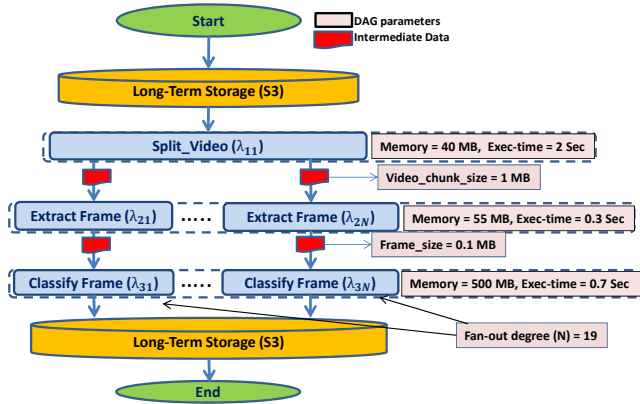 Start
DAG parameters
Intermediate Data
Long-Term Storage (S3)
Split_Video (λ₁₁)
Memory = 40 MB, Exec-time = 2 Sec
Video_chunk_size = 1 MB
Extract Frame (λ₂₁)
.....
Extract Frame (λ₂N)
Memory = 55 MB, Exec-time = 0.3 Sec
Frame_size = 0.1 MB
Classify Frame (λ₃₁)
.....
Classify Frame (λ₃N)
Memory = 500 MB, Exec-time = 0.7 Sec
Long-Term Storage (S3)
Fan-out degree (N) = 19
End